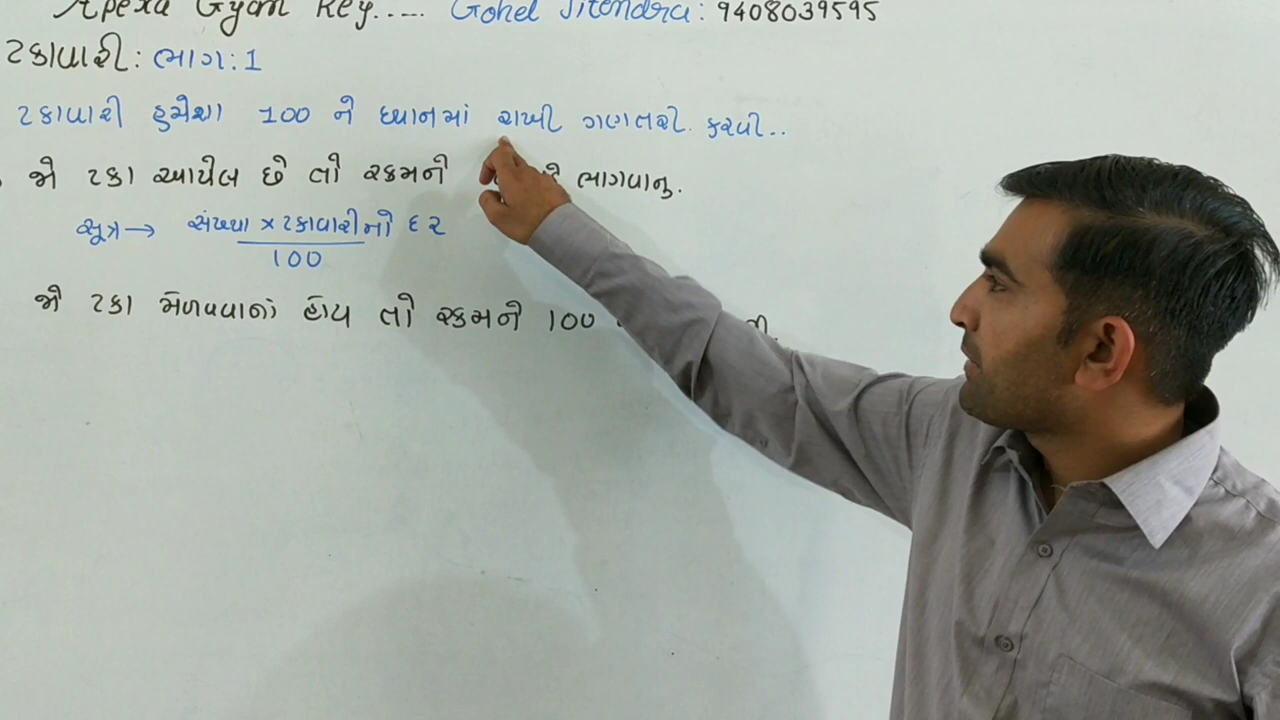 Apexa Gyan Key..... Gohel Jitendra: 9408039595
ટકાવારી: ભાગ:1
ટકાવારી હમેશા 100 ને ધ્યાનમાં રાખી ગણતરી કરવી..
જો ટકા આપેલ છે તો રકમને ભાગવાનુ.
સૂત્ર → સંખ્યા × ટકાવારીનો દર
100
જો ટકા મેળવવાનાં હોય તો રકમને 100